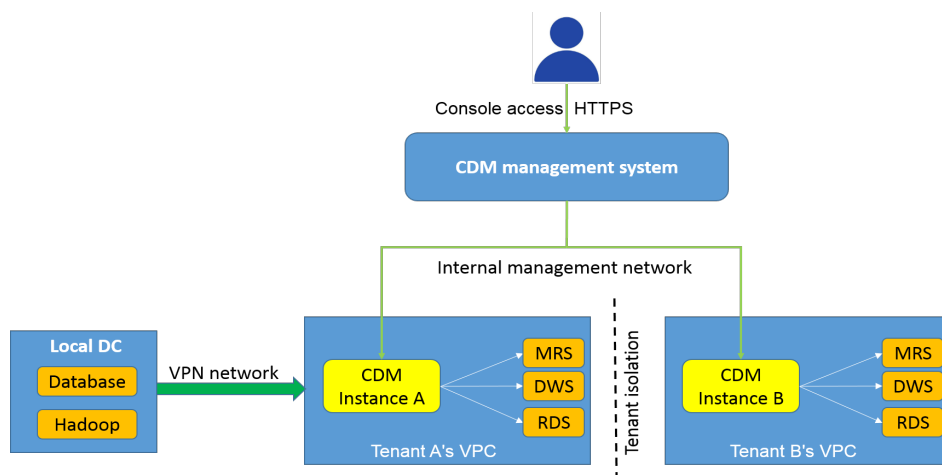 Console access HTTPS
CDM management system
Internal management network
Local DC
Database
Hadoop
VPN network
CDM
Instance A
MRS
DWS
RDS
Tenant A's VPC
Tenant isolation
CDM
Instance B
MRS
DWS
RDS
Tenant B's VPC